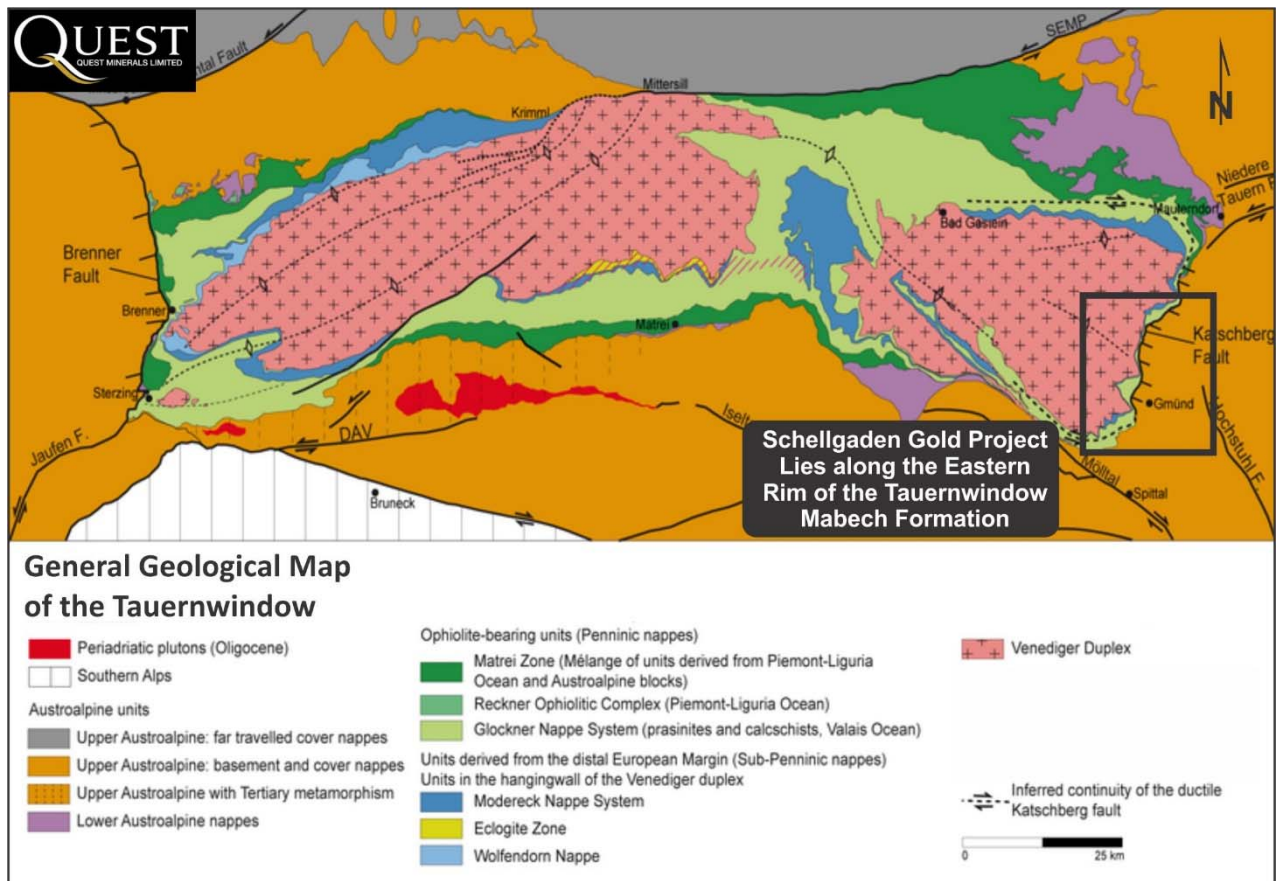 QUEST
QUEST MINERALS LIMITED
ntal Fault
SEMP
Mittersill
Krimml
N
Niedere
Tauern F
Mauterndorf
Bad Gastein
Brenner
Fault
Brenner
Matrei
Katschberg
Fault
Sterzing
Gmünd
Iselt
DAV
Jaufen F.
Hochstuhl F.
Mölltal
Spittal
Bruneck
Schellgaden Gold Project
Lies along the Eastern
Rim of the Tauernwindow
Mabech Formation
General Geological Map
of the Tauernwindow
Periadriatic plutons (Oligocene)
Southern Alps
Austroalpine units
Upper Austroalpine: far travelled cover nappes
Upper Austroalpine: basement and cover nappes
Upper Austroalpine with Tertiary metamorphism
Lower Austroalpine nappes
Ophiolite-bearing units (Penninic nappes)
Matrei Zone (Mélange of units derived from Piemont-Liguria
Ocean and Austroalpine blocks)
Reckner Ophiolitic Complex (Piemont-Liguria Ocean)
Glockner Nappe System (prasinites and calcschists, Valais Ocean)
Units derived from the distal European Margin (Sub-Penninic nappes)
Units in the hangingwall of the Venediger duplex
Modereck Nappe System
Eclogite Zone
Wolfendorn Nappe
Venediger Duplex
Inferred continuity of the ductile
Katschberg fault
0 25 km